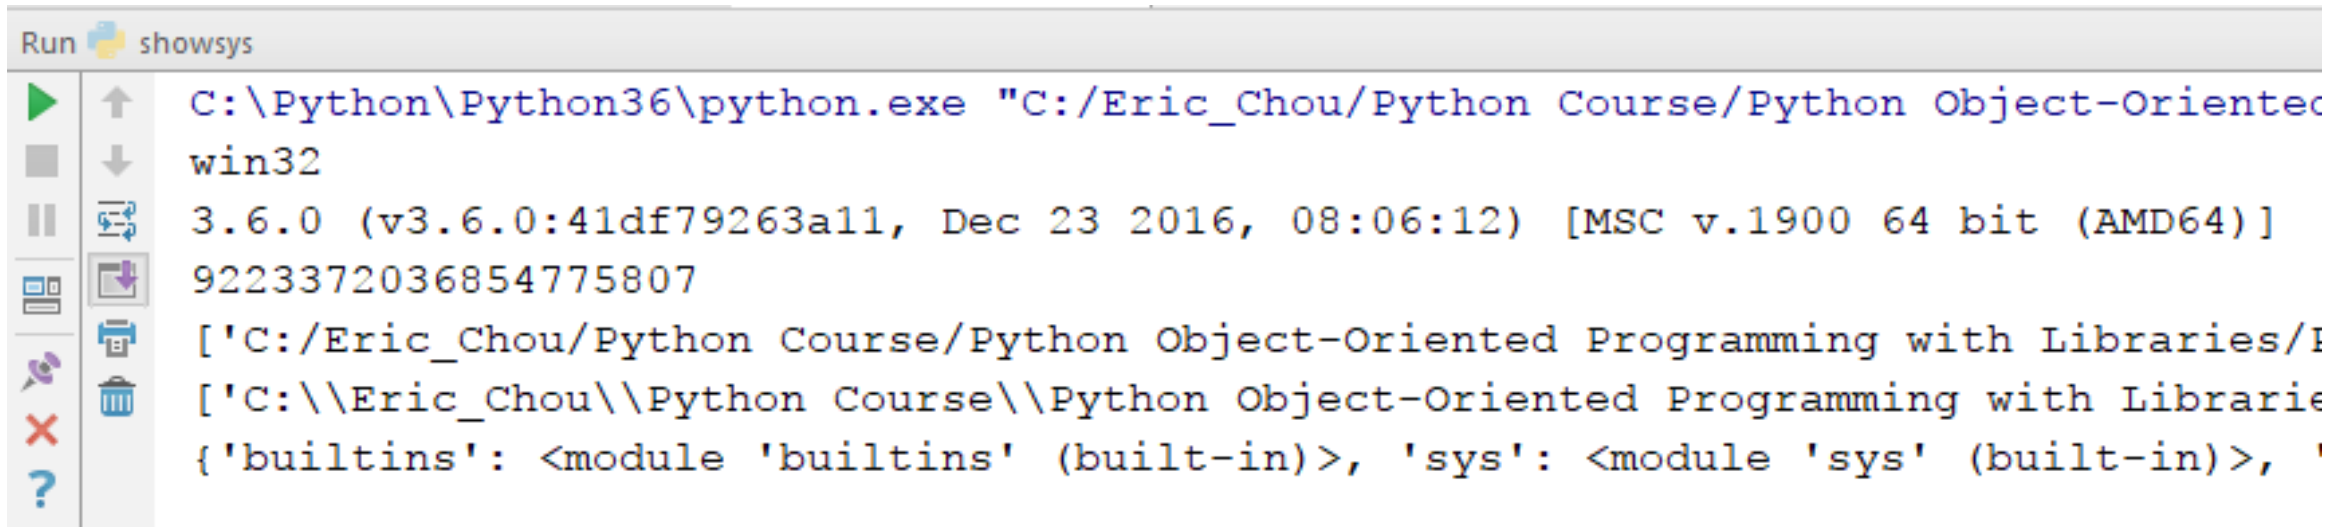 Run showsys
C:\Python\Python36\python.exe "C:/Eric_Chou/Python Course/Python Object-Oriented
win32
3.6.0 (v3.6.0:41df79263a11, Dec 23 2016, 08:06:12) [MSC v.1900 64 bit (AMD64)]
9223372036854775807
['C:/Eric_Chou/Python Course/Python Object-Oriented Programming with Libraries/
['C:\\Eric_Chou\\Python Course\\Python Object-Oriented Programming with Librarie
{'builtins': <module 'builtins' (built-in)>, 'sys': <module 'sys' (built-in)>, '